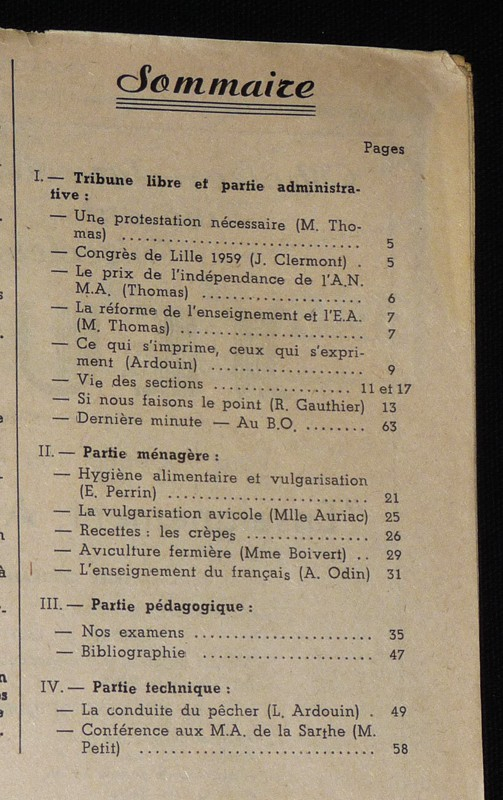 Sommaire
Pages
I. — Tribune libre et partie administra-
tive :
— Une protestation nécessaire (M. Tho-
mas) .............................. 5
— Congrès de Lille 1959 (J. Clermont) . 5
— Le prix de l'indépendance de l'A.N.
M.A. (Thomas) .................... 6
— La réforme de l'enseignement et l'E.A. 7
(M. Thomas) ....................... 7
— Ce qui s'imprime, ceux qui s'expri-
ment (Ardouin) ................... 9
— Vie des sections ................. 11 et 17
— Si nous faisons le point (R. Gauthier) 13
— Dernière minute — Au B.O. ........ 63
II. — Partie ménagère :
— Hygiène alimentaire et vulgarisation
(E. Perrin) ......................... 21
— La vulgarisation avicole (Mlle Auriac) 25
— Recettes : les crèpes ................ 26
— Aviculture fermière (Mme Boivert) .. 29
— L'enseignement du français (A. Odin) 31
III. — Partie pédagogique :
— Nos examens ....................... 35
— Bibliographie ...................... 47
IV. — Partie technique :
— La conduite du pêcher (L. Ardouin) . 49
— Conférence aux M.A. de la Sarthe (M.
Petit) .............................. 58